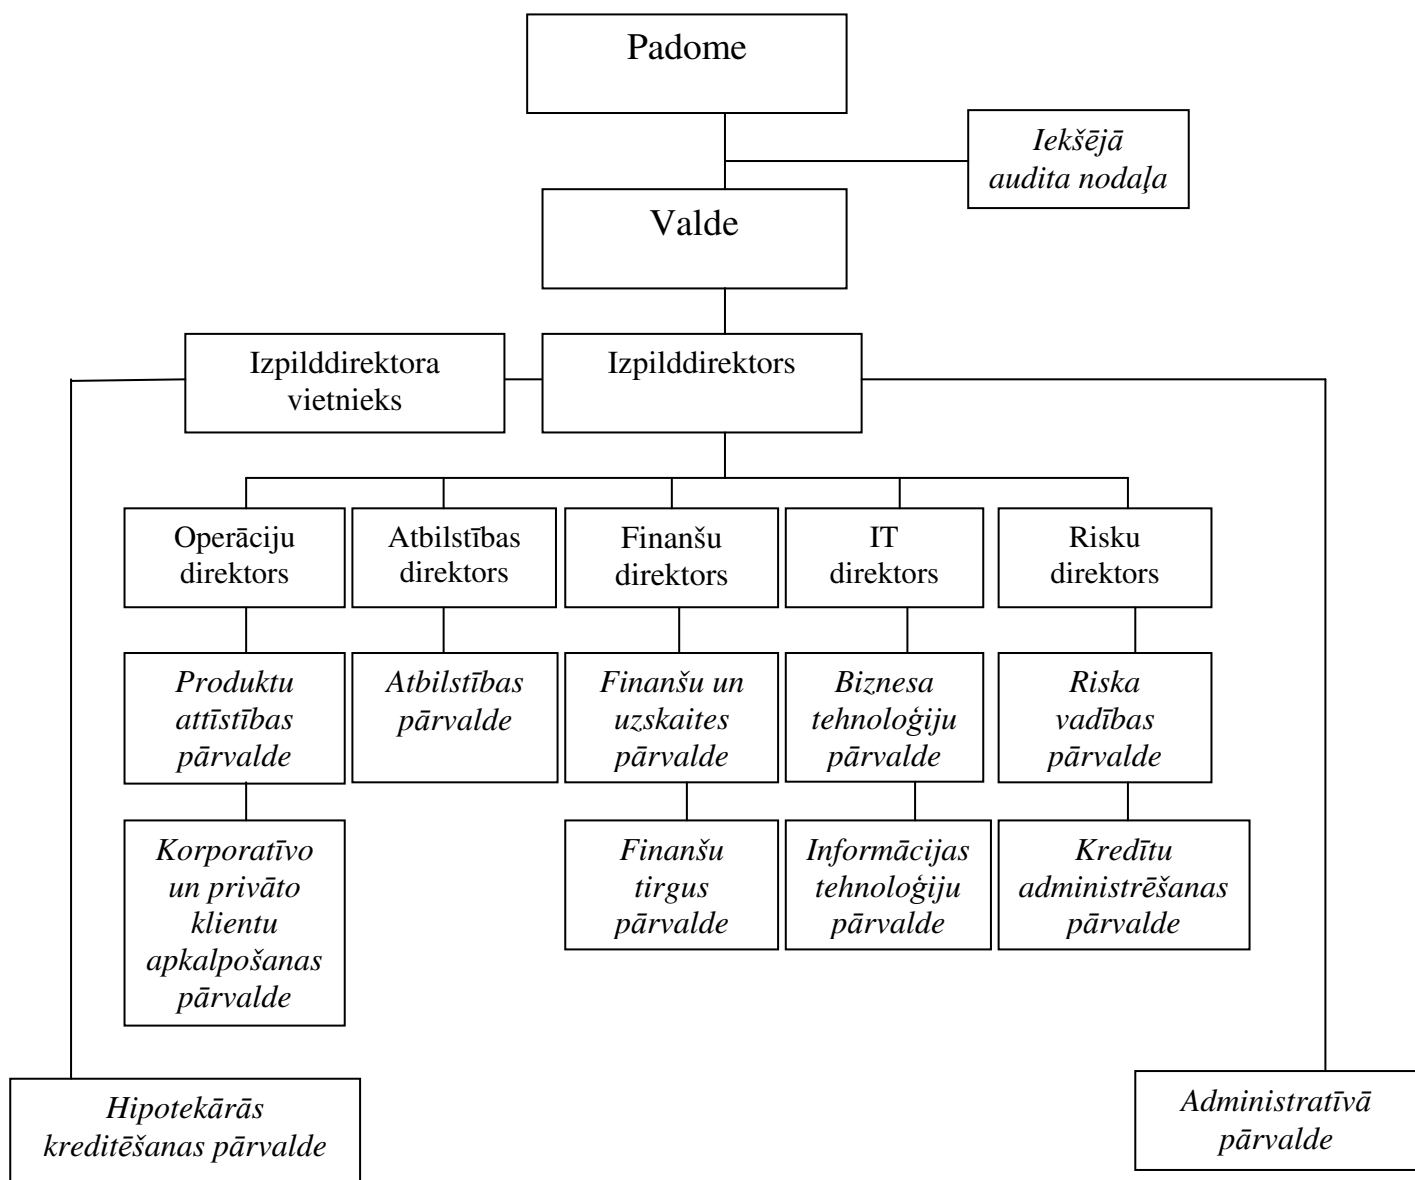 Padome
Iekšējā
audita nodaļa
Valde
Izpilddirektora
vietnieks
Izpilddirektors
Operāciju
direktors
Atbilstības
direktors
Finanšu
direktors
IT
direktors
Risku
direktors
Produktu
attīstības
pārvalde
Atbilstības
pārvalde
Finanšu un
uzskaites
pārvalde
Biznesa
tehnoloģiju
pārvalde
Riska
vadības
pārvalde
Korporatīvo
un privāto
klientu
apkalpošanas
pārvalde
Finanšu
tirgus
pārvalde
Informācijas
tehnoloģiju
pārvalde
Kredītu
administrēšanas
pārvalde
Hipotekārās
kreditēšanas pārvalde
Administratīvā
pārvalde